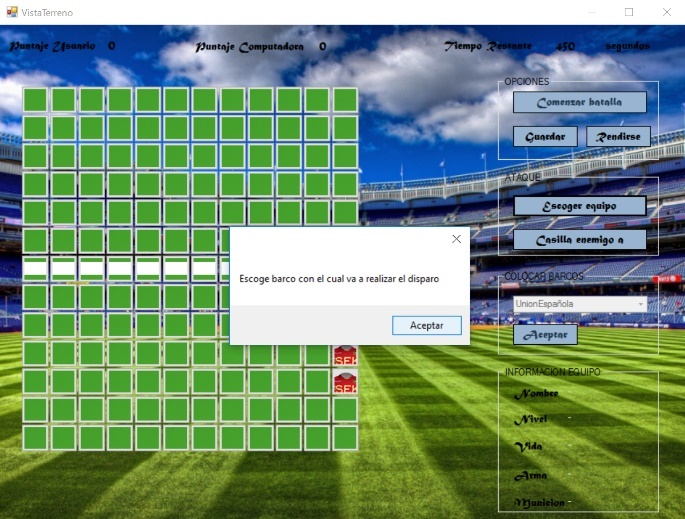 VistaTerreno
Puntaje Usuario 0 Puntaje Computadora 0 Tiempo Restante 450 segundos
OPCIONES
Comenzar batalla
Guardar Rendirse
ATAQUE
Escoger equipo
Casilla enemigo a
Escoge barco con el cual va a realizar el disparo
Aceptar
COLOCAR BARCOS
UnionEspañola
Aceptar
SEK
SEK
INFORMACION EQUIPO
Nombre
Nivel -
Vida
Arma
Municion -